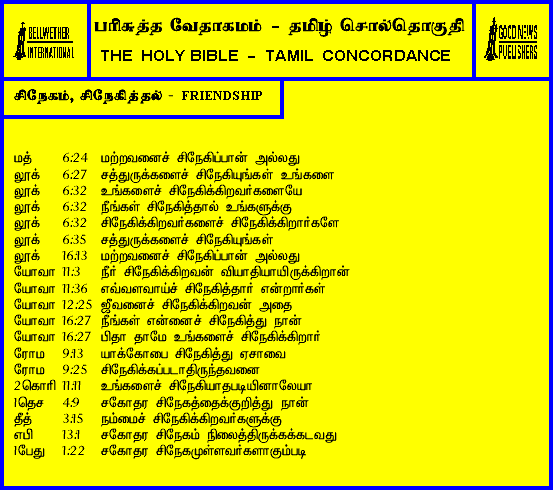 BELLWETHER
INTERNATIONAL
பரிசுத்த வேதாகமம் - தமிழ் சொல்தொகுதி
THE HOLY BIBLE - TAMIL CONCORDANCE
GOOD NEWS
PUBLISHERS
சிநேகம், சிநேகித்தல் - FRIENDSHIP
மத் 6:24 மற்றவனைச் சிநேகிப்பான் அல்லது
லூக் 6:27 சத்துருக்களைச் சிநேகியுங்கள் உங்களை
லூக் 6:32 உங்களைச் சிநேகிக்கிறவர்களையே
லூக் 6:32 நீங்கள் சிநேகித்தால் உங்களுக்கு
லூக் 6:32 சிநேகிக்கிறவர்களைச் சிநேகிக்கிறார்களே
லூக் 6:35 சத்துருக்களைச் சிநேகியுங்கள்
லூக் 16:13 மற்றவனைச் சிநேகிப்பான் அல்லது
யோவா 11:3 நீர் சிநேகிக்கிறவன் வியாதியாயிருக்கிறான்
யோவா 11:36 எவ்வளவாய்ச் சிநேகித்தார் என்றார்கள்
யோவா 12:25 ஜீவனைச் சிநேகிக்கிறவன் அதை
யோவா 16:27 நீங்கள் என்னைச் சிநேகித்து நான்
யோவா 16:27 பிதா தாமே உங்களைச் சிநேகிக்கிறார்
ரோம 9:13 யாக்கோபை சிநேகித்து ஏசாவை
ரோம 9:25 சிநேகிக்கப்படாதிருந்தவளை
2கொரி 11:11 உங்களைச் சிநேகியாதபடியினாலேயா
1தெச 4:9 சகோதர சிநேகத்தைக்குறித்து நான்
தீத் 3:15 நம்மைச் சிநேகிக்கிறவர்களுக்கு
எபி 13:1 சகோதர சிநேகம் நிலைத்திருக்கக்கடவது
1பேது 1:22 சகோதர சிநேகமுள்ளவர்களாகும்படி